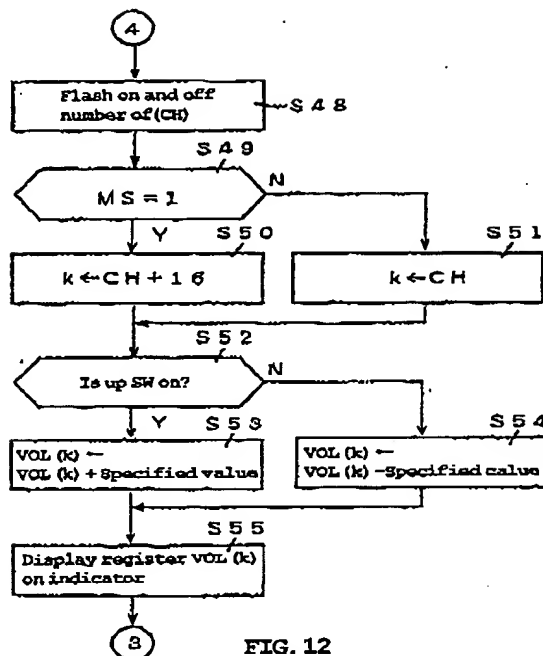 4
Flash on and off
number of (CH)
S48
S49
MS=1
N
Y
S50
S51
k←CH+16
k←CH
S52
Is up SW on?
N
Y
S53
S54
VOL (k) ←
VOL (k) + Specified value
VOL (k) ←
VOL (k) - Specified calue
S55
Display register VOL (k)
on indicator
3
FIG. 12